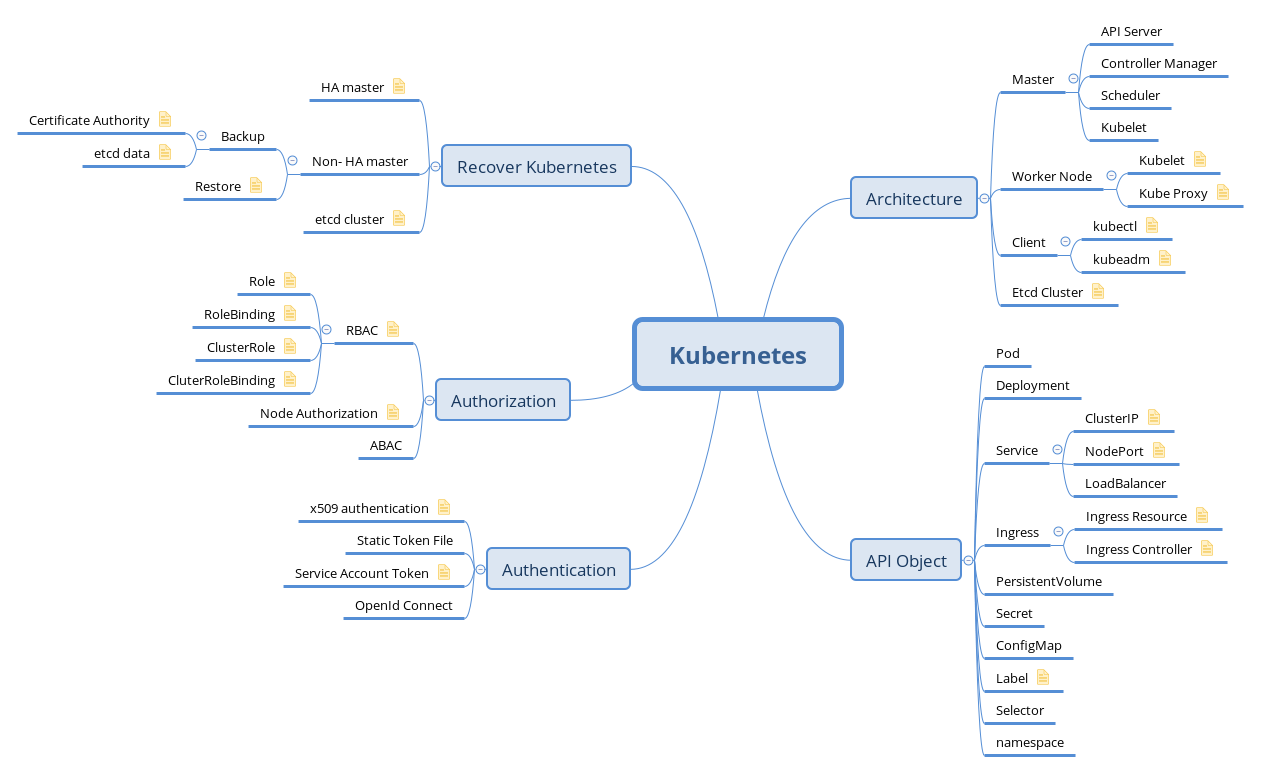 Kubernetes
Architecture
Master
API Server
Controller Manager
Scheduler
Kubelet
Worker Node
Kubelet
Kube Proxy
Client
kubectl
kubeadm
Etcd Cluster
API Object
Pod
Deployment
Service
ClusterIP
NodePort
LoadBalancer
Ingress
Ingress Resource
Ingress Controller
PersistentVolume
Secret
ConfigMap
Label
Selector
namespace
Recover Kubernetes
HA master
Non- HA master
Backup
Certificate Authority
etcd data
Restore
etcd cluster
Authorization
RBAC
Role
RoleBinding
ClusterRole
CluterRoleBinding
Node Authorization
ABAC
Authentication
x509 authentication
Static Token File
Service Account Token
OpenId Connect